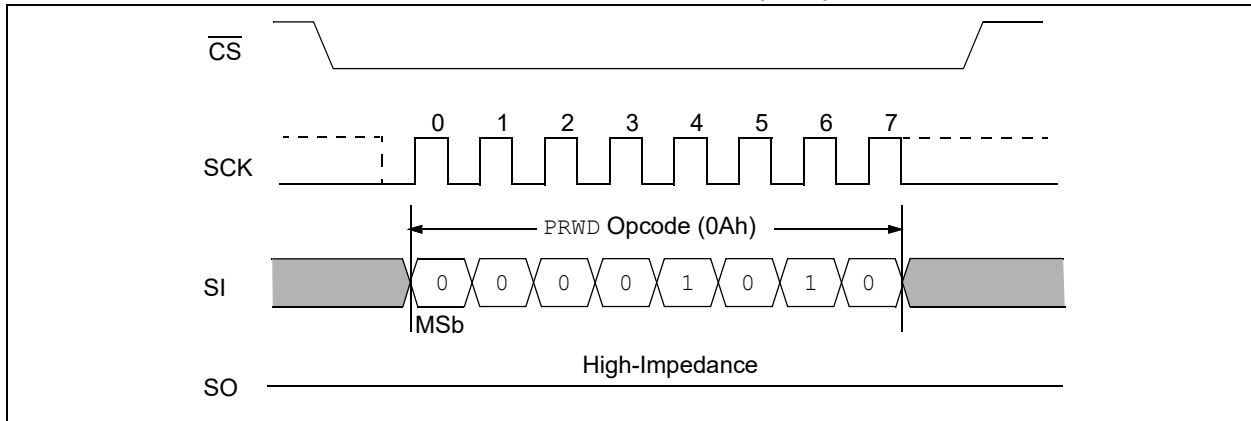 CS
0 1 2 3 4 5 6 7
SCK
PRWD Opcode (0Ah)
SI
0 0 0 0 1 0 1 0
MSb
High-Impedance
SO